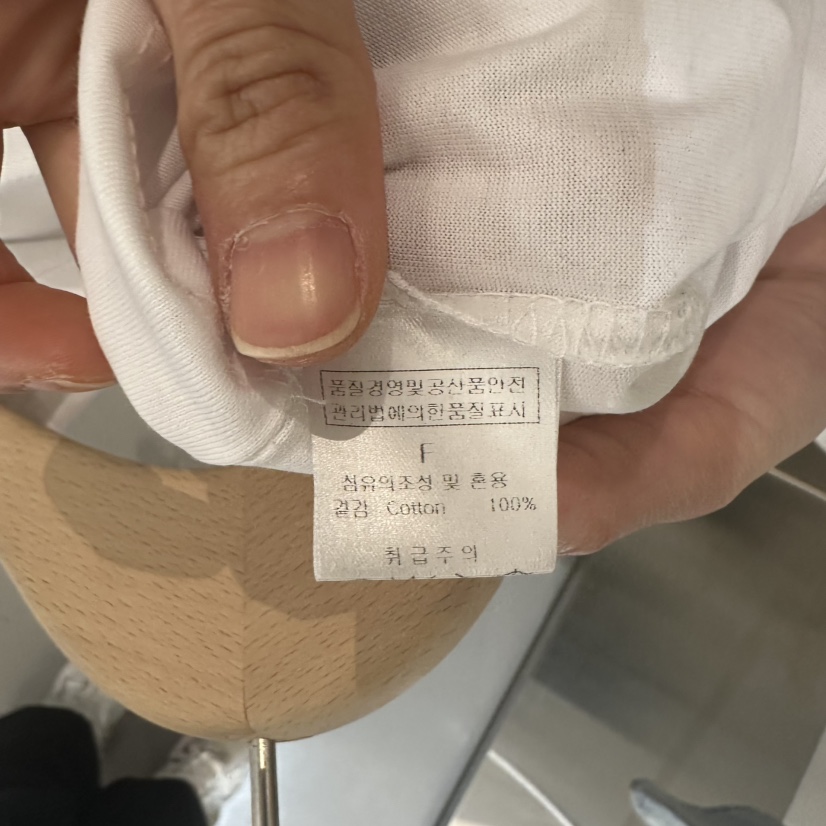 품질경영및공산품안전
관리법에의한품질표시
F
섬유의조성 및 혼용
겉감 Cotton 100%
취급주의